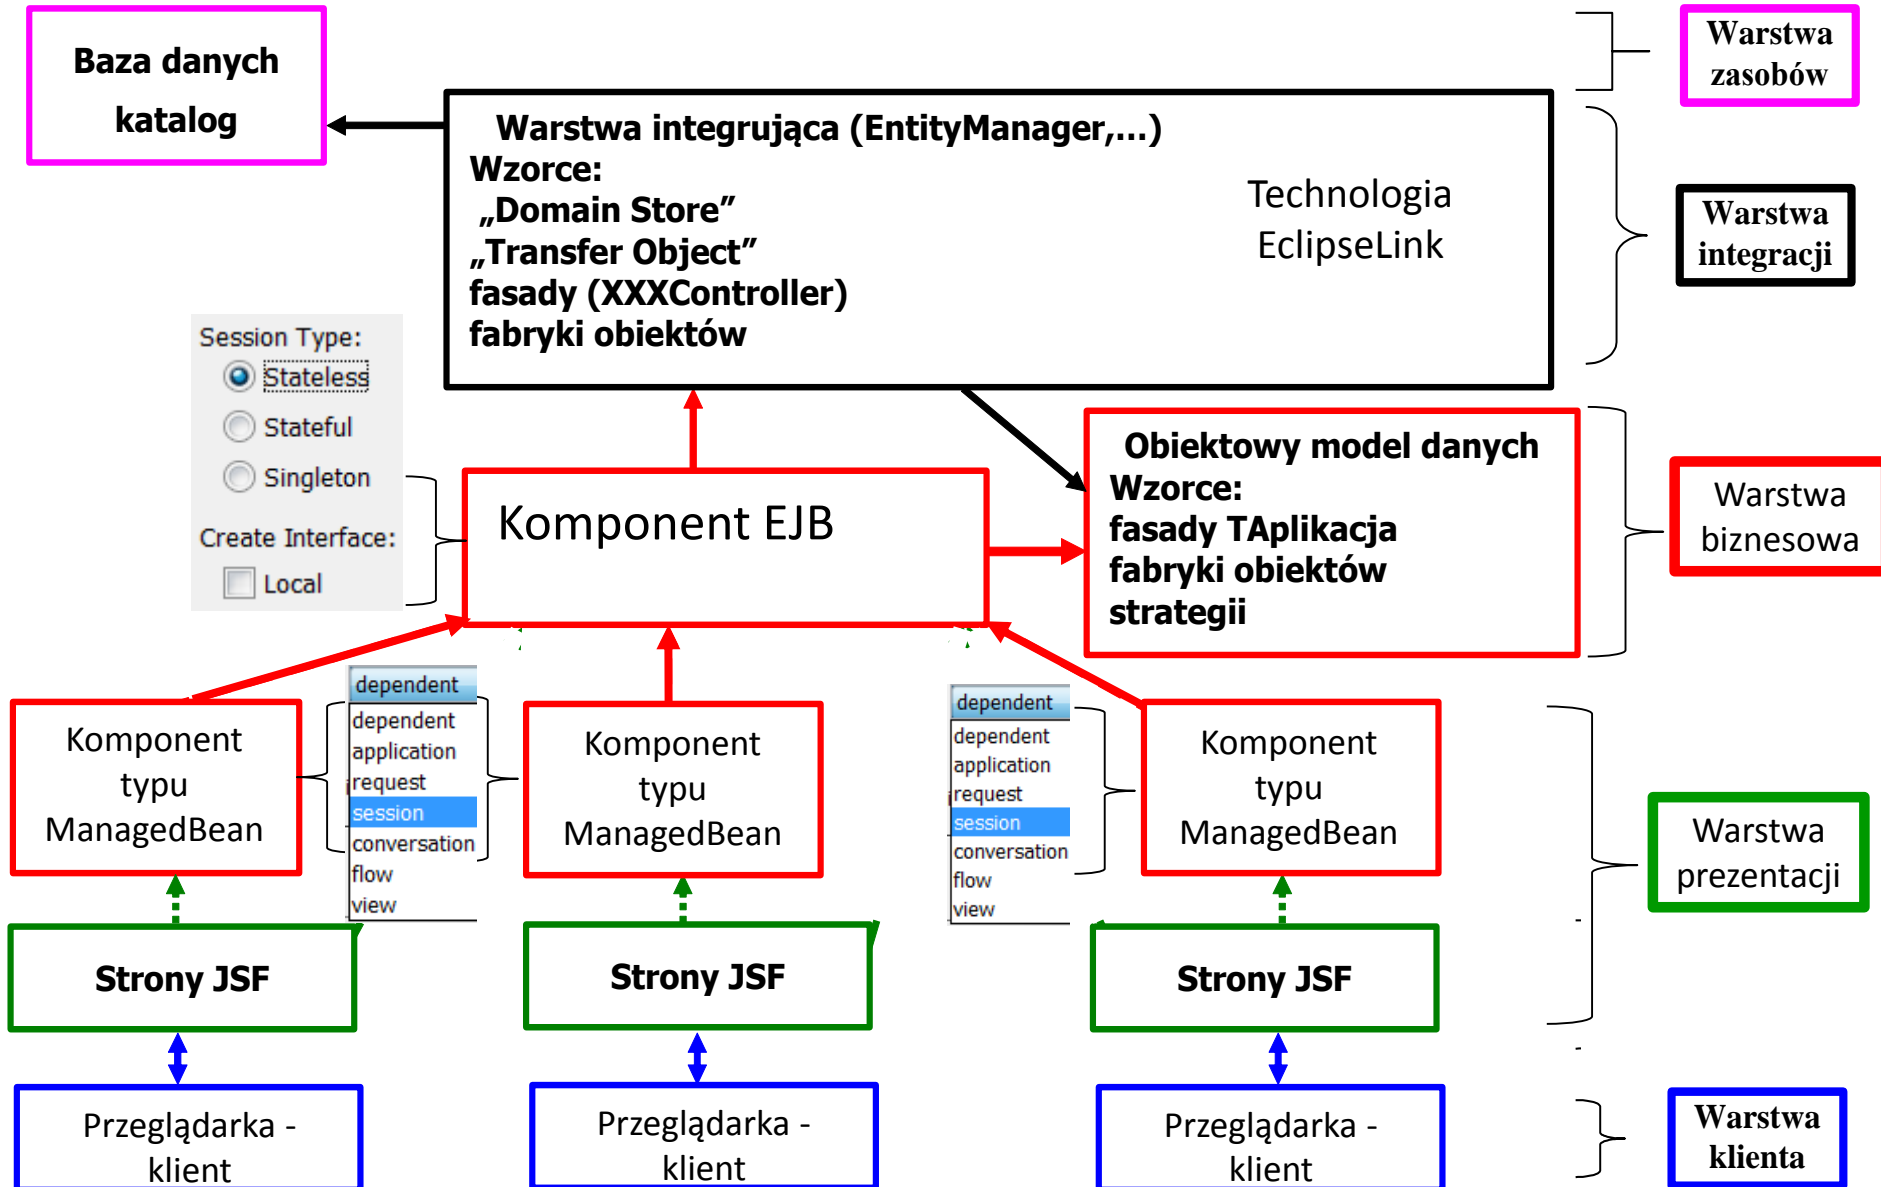 Baza danych
katalog
Warstwa
zasobów
Warstwa integrująca (EntityManager,...)
Wzorce:
„Domain Store”
„Transfer Object”
fasady (XXXController)
fabryki obiektów
Technologia
EclipseLink
Warstwa
integracji
Session Type:
Stateless
Stateful
Singleton
Create Interface:
Local
Komponent EJB
Obiektowy model danych
Wzorce:
fasady TAplikacja
fabryki obiektów
strategii
Warstwa
biznesowa
Komponent
typu
ManagedBean
dependent
dependent
application
request
session
conversation
flow
view
Komponent
typu
ManagedBean
dependent
dependent
application
request
session
conversation
flow
view
Komponent
typu
ManagedBean
Warstwa
prezentacji
Strony JSF
Strony JSF
Strony JSF
Przeglądarka -
klient
Przeglądarka -
klient
Przeglądarka -
klient
Warstwa
klienta